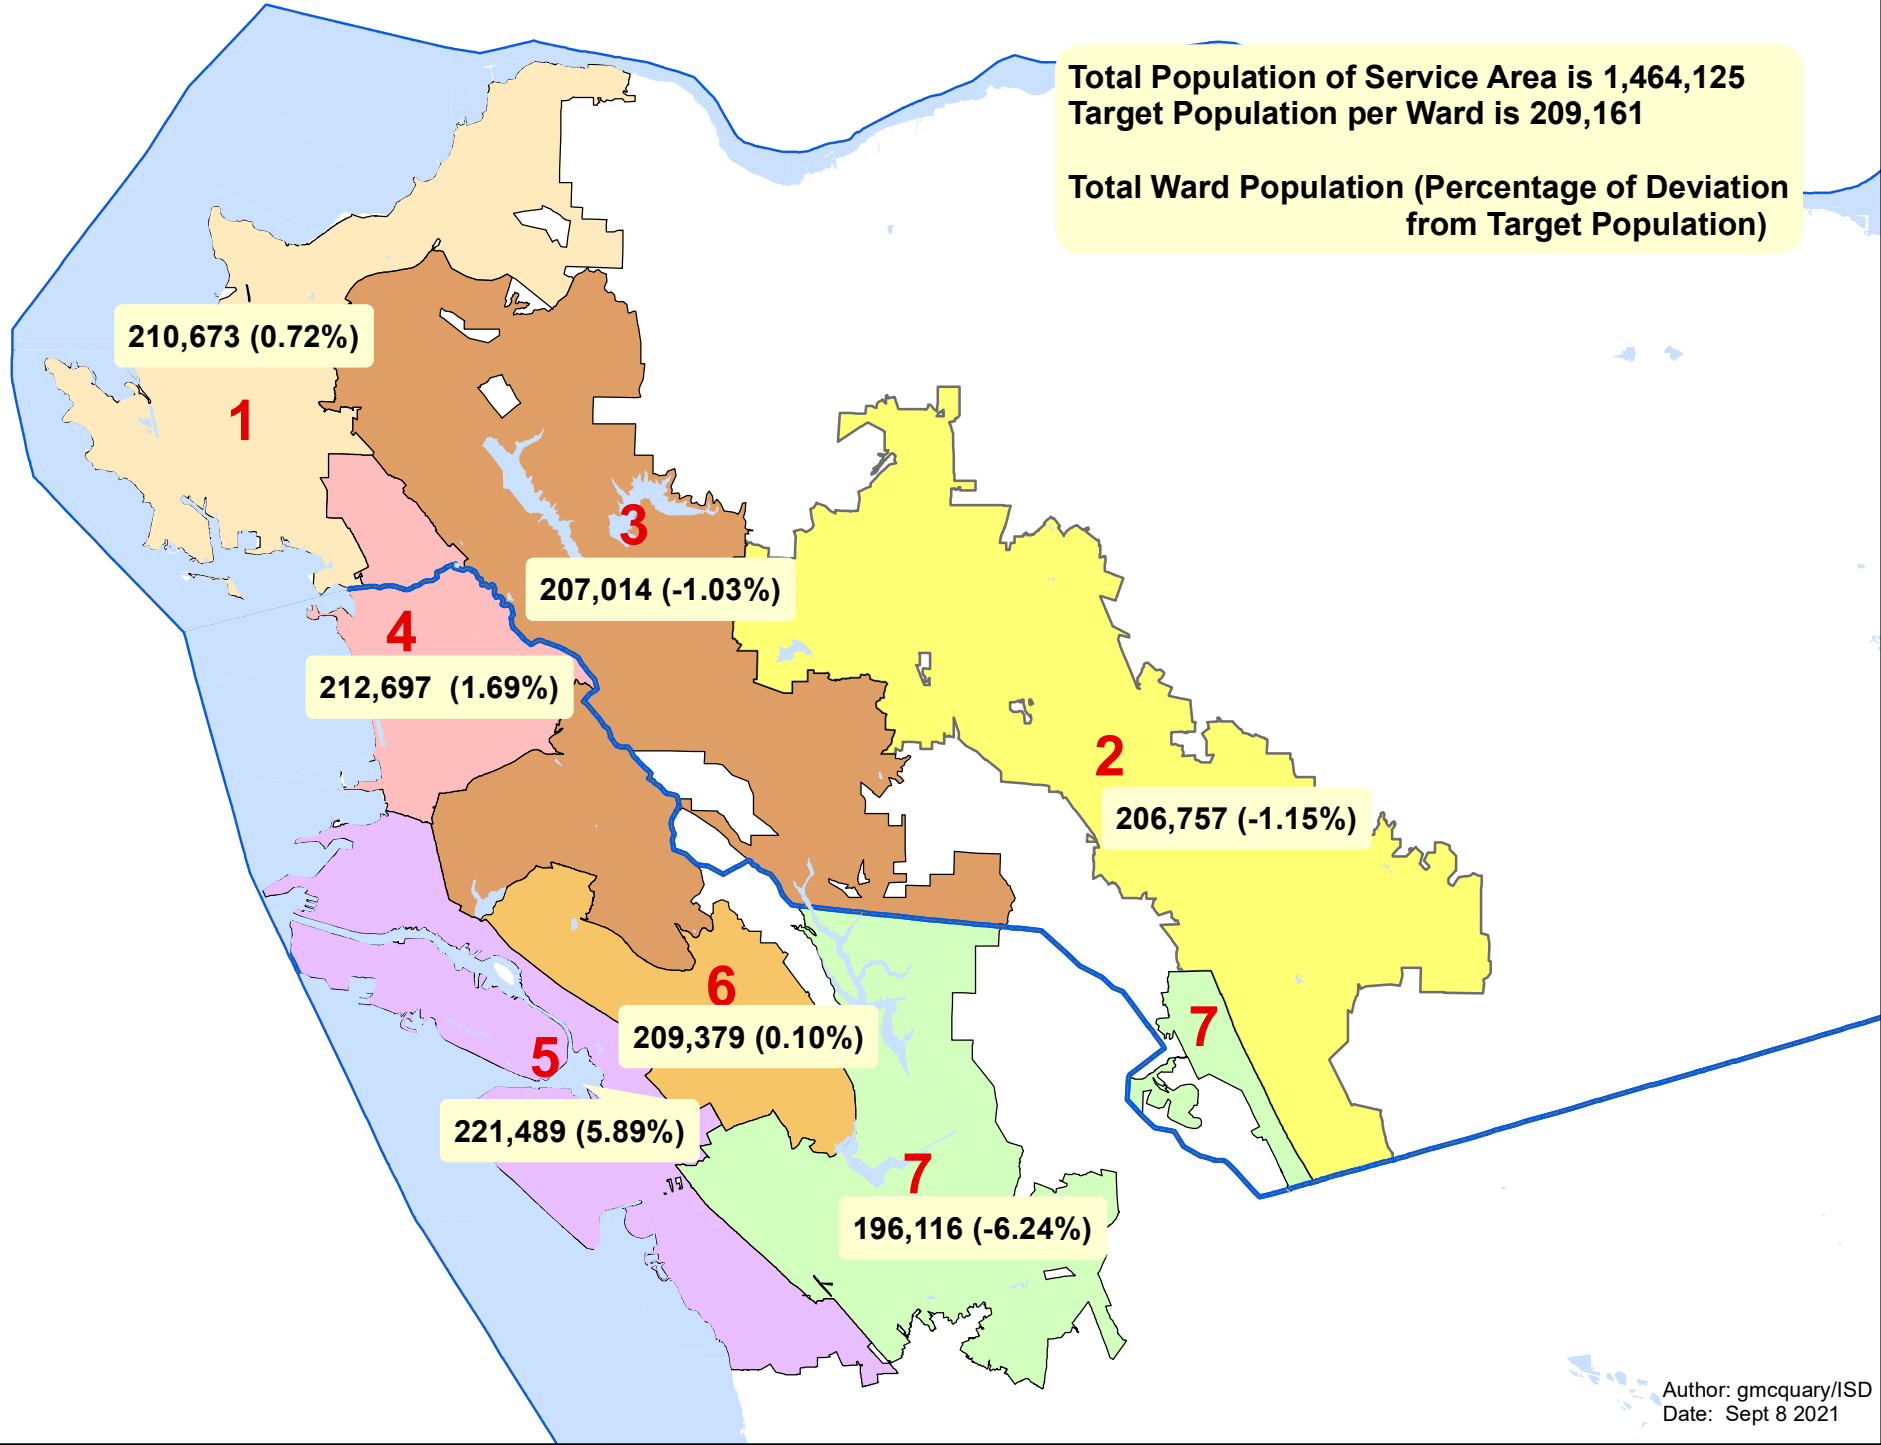 Total Population of Service Area is 1,464,125
Target Population per Ward is 209,161
Total Ward Population (Percentage of Deviation
from Target Population)
210,673 (0.72%)
1
3
207,014 (-1.03%)
4
212,697 (1.69%)
2
206,757 (-1.15%)
6
209,379 (0.10%)
7
5
221,489 (5.89%)
7
196,116 (-6.24%)
Author: gmcquary/ISD
Date: Sept 8 2021